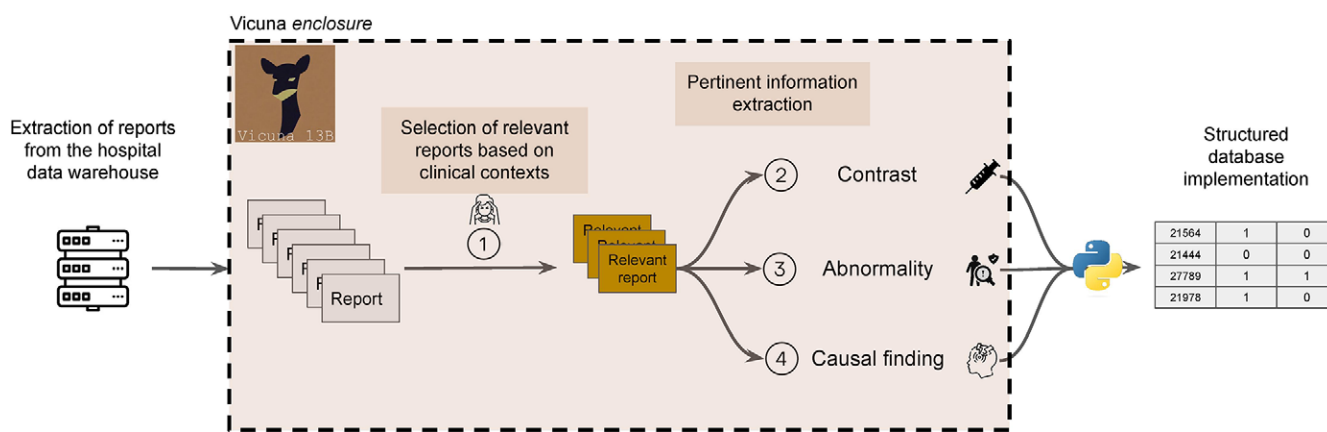 Vicuna enclosure
Vicuna 13B
Extraction of reports
from the hospital
data warehouse
Selection of relevant
reports based on
clinical contexts
1
Report
Relevant
Relevant
Relevant
report
Pertinent information
extraction
2 Contrast
3 Abnormality
4 Causal finding
Structured
database
implementation
21564 1 0
21444 0 0
27789 1 1
21978 1 0